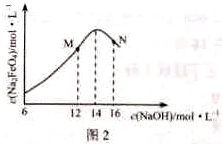 c(Na₂FeO₄)/mol·L⁻¹
M
N
6
12 14 16
c(NaOH)/mol·L⁻¹
图2